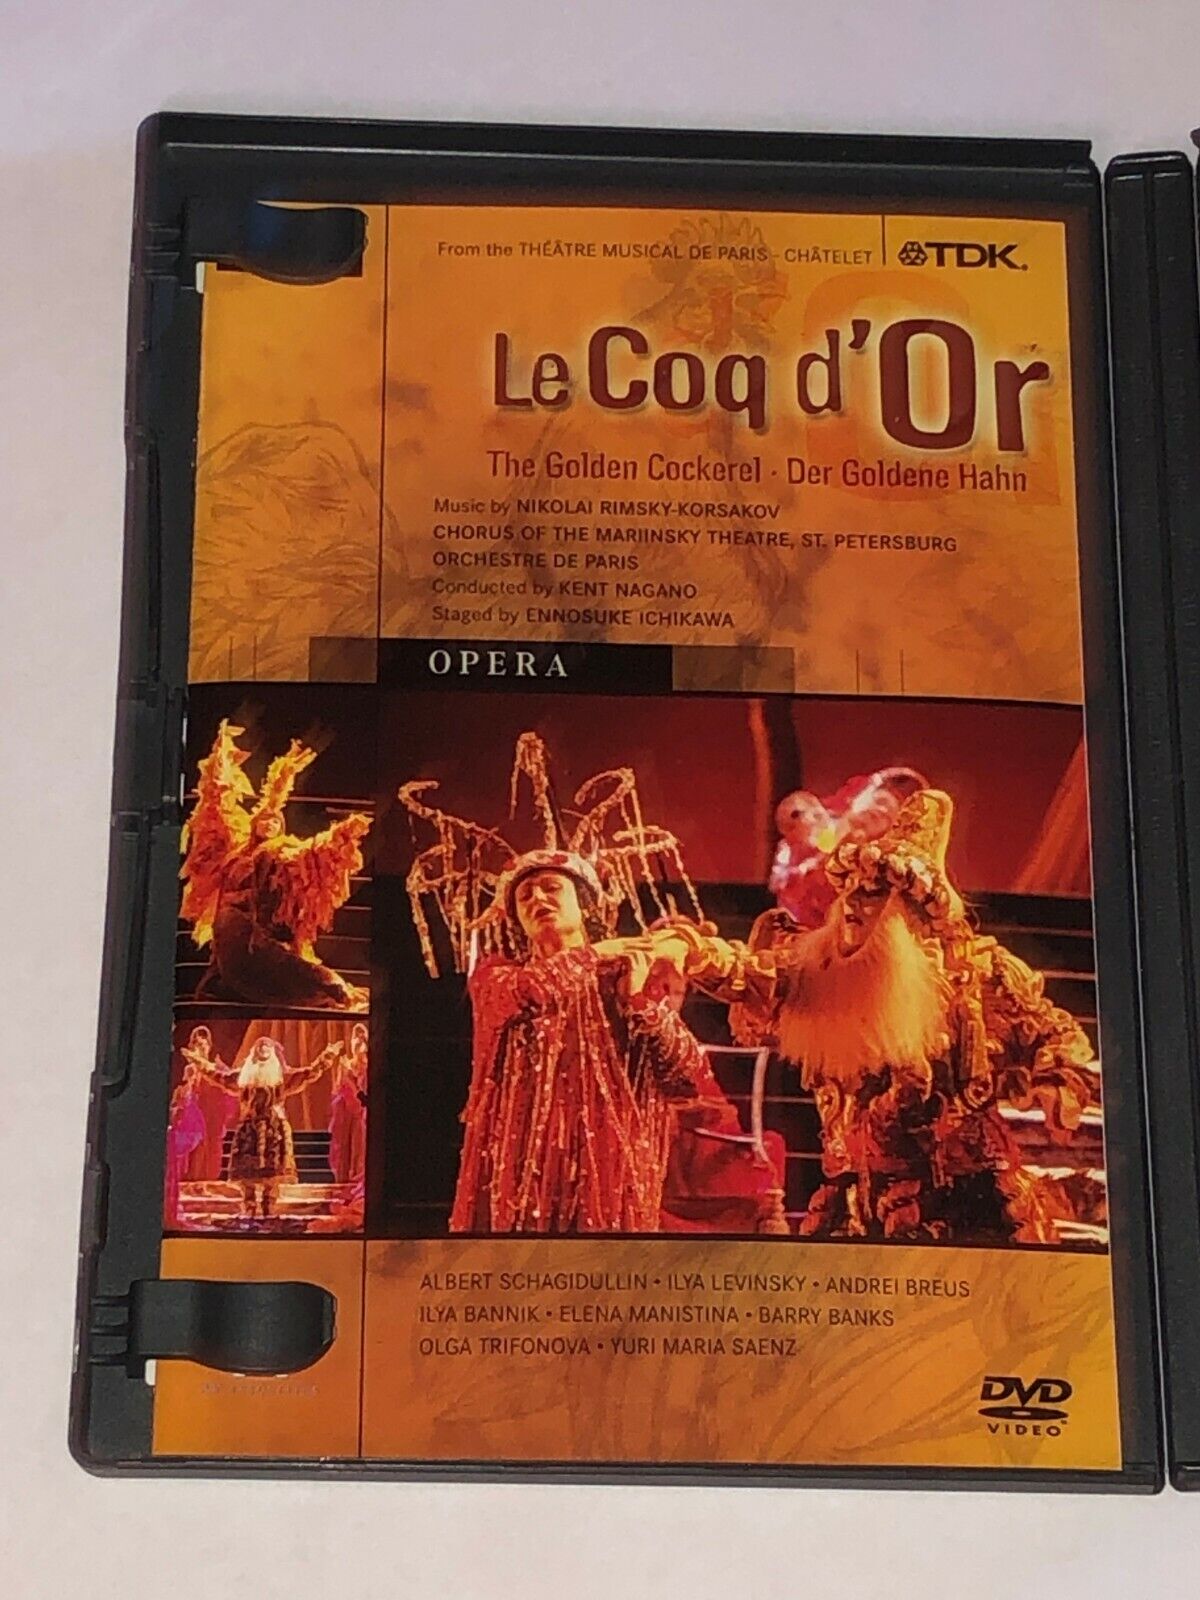 From the THÉÂTRE MUSICAL DE PARIS - CHÂTELET
TDK.
Le Coq d'Or
The Golden Cockerel · Der Goldene Hahn
Music by NIKOLAI RIMSKY-KORSAKOV
CHORUS OF THE MARIINSKY THEATRE, ST. PETERSBURG
ORCHESTRE DE PARIS
Conducted by KENT NAGANO
Staged by ENNOSUKE ICHIKAWA
OPERA
ALBERT SCHAGIDULLIN • ILYA LEVINSKY • ANDREI BREUS
ILYA BANNIK • ELENA MANISTINA • BARRY BANKS
OLGA TRIFONOVA • YURI MARIA SAENZ
DVD
VIDEO™